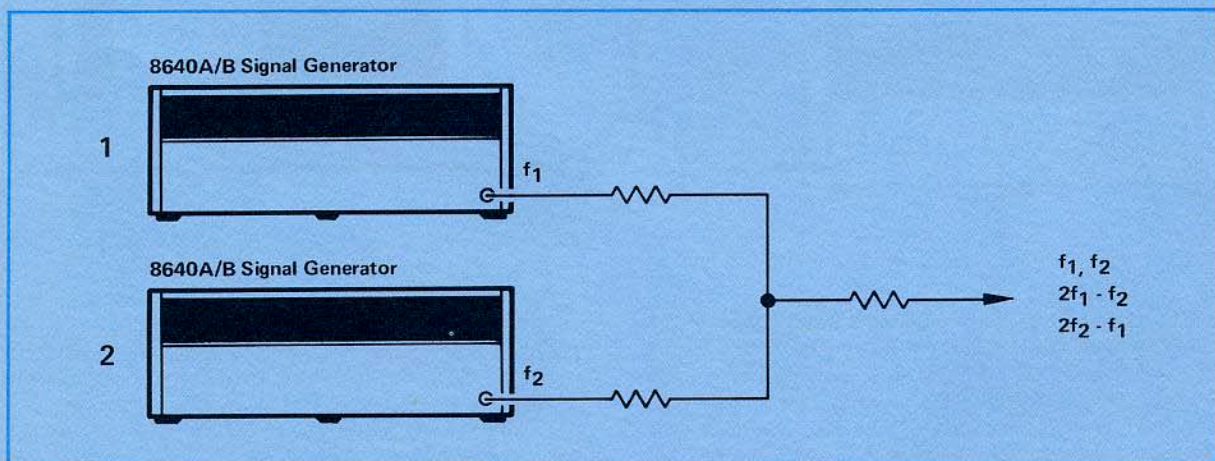 8640A/B Signal Generator
1
f1
8640A/B Signal Generator
2
f2
f1, f2
2f1 - f2
2f2 - f1